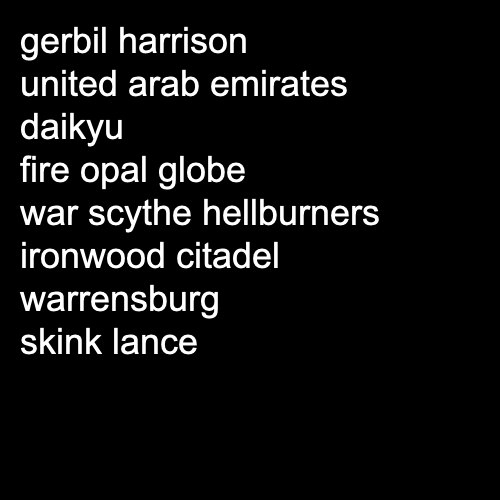 gerbil harrison
united arab emirates
daikyu
fire opal globe
war scythe hellburners
ironwood citadel
warrensburg
skink lance